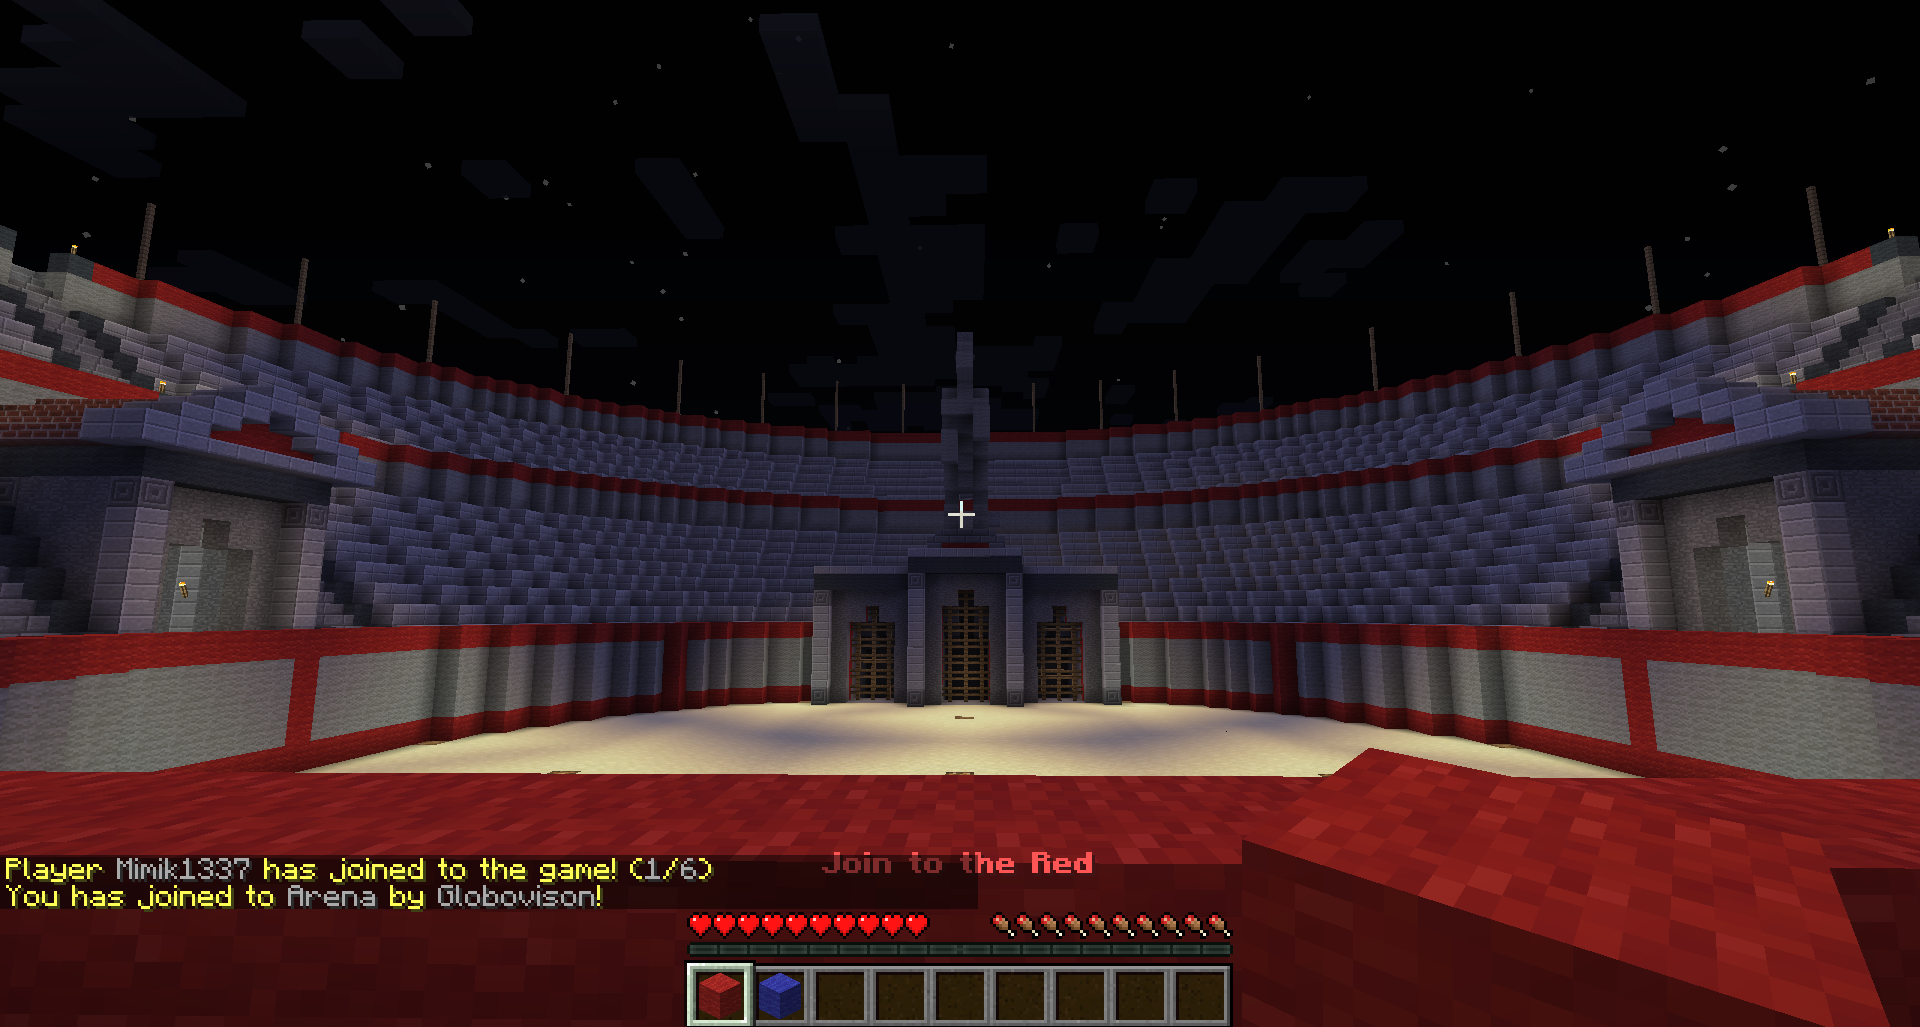 Player Mimik1337 has joined to the game! (1/6)
You has joined to Arena by Globovison!
Join to the Red